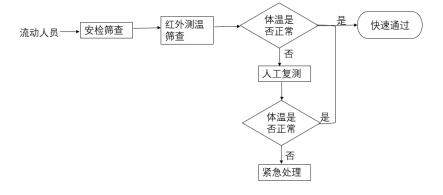 流动人员
安检筛查
红外测温
筛查
体温是
否正常
是
快速通过
否
人工复测
体温是
否正常
是
否
紧急处理